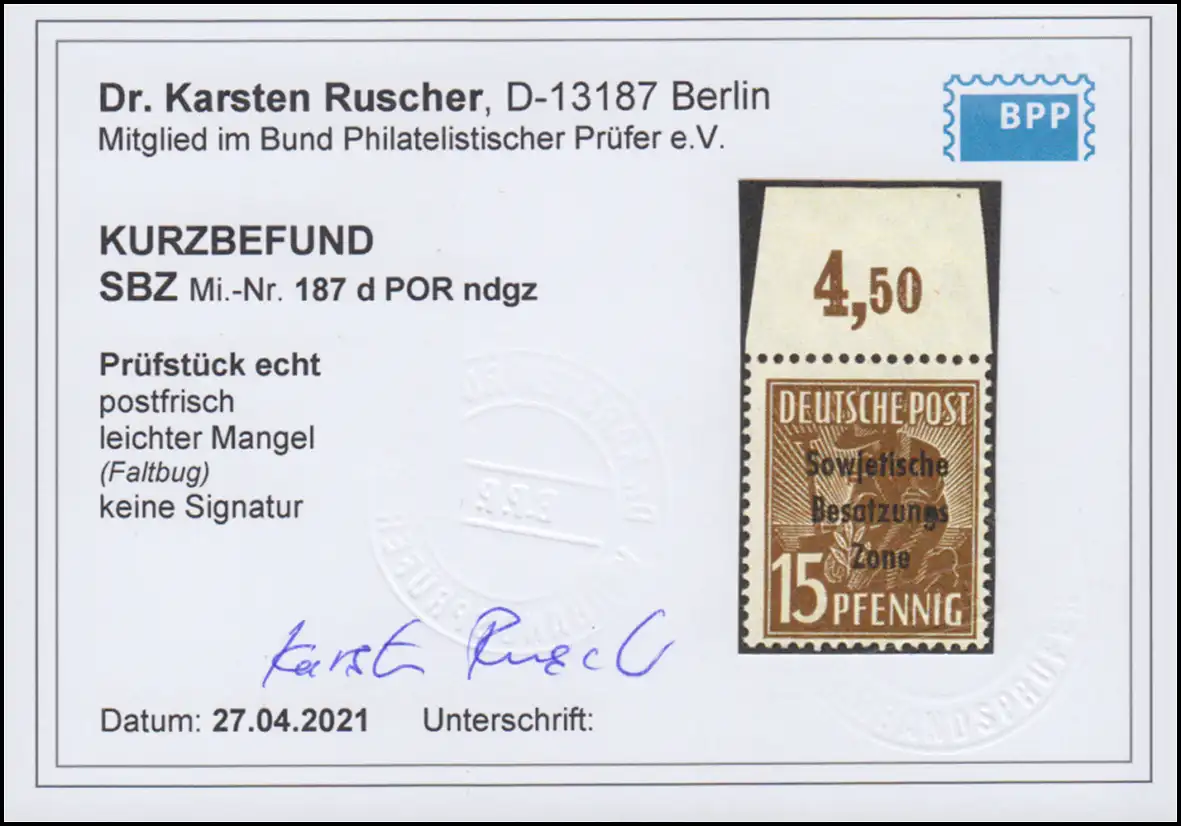 Dr. Karsten Ruscher, D-13187 Berlin
Mitglied im Bund Philatelistischer Prüfer e.V.
BPP
KURZBEFUND
SBZ Mi.-Nr. 187 d POR ndgz
Prüfstück echt
postfrisch
leichter Mangel
(Faltbug)
keine Signatur
4,50
DEUTSCHE POST
Sowjetische
Besatzungs
Zone
15 PFENNIG
Karsten Rusch
Datum: 27.04.2021 Unterschrift: